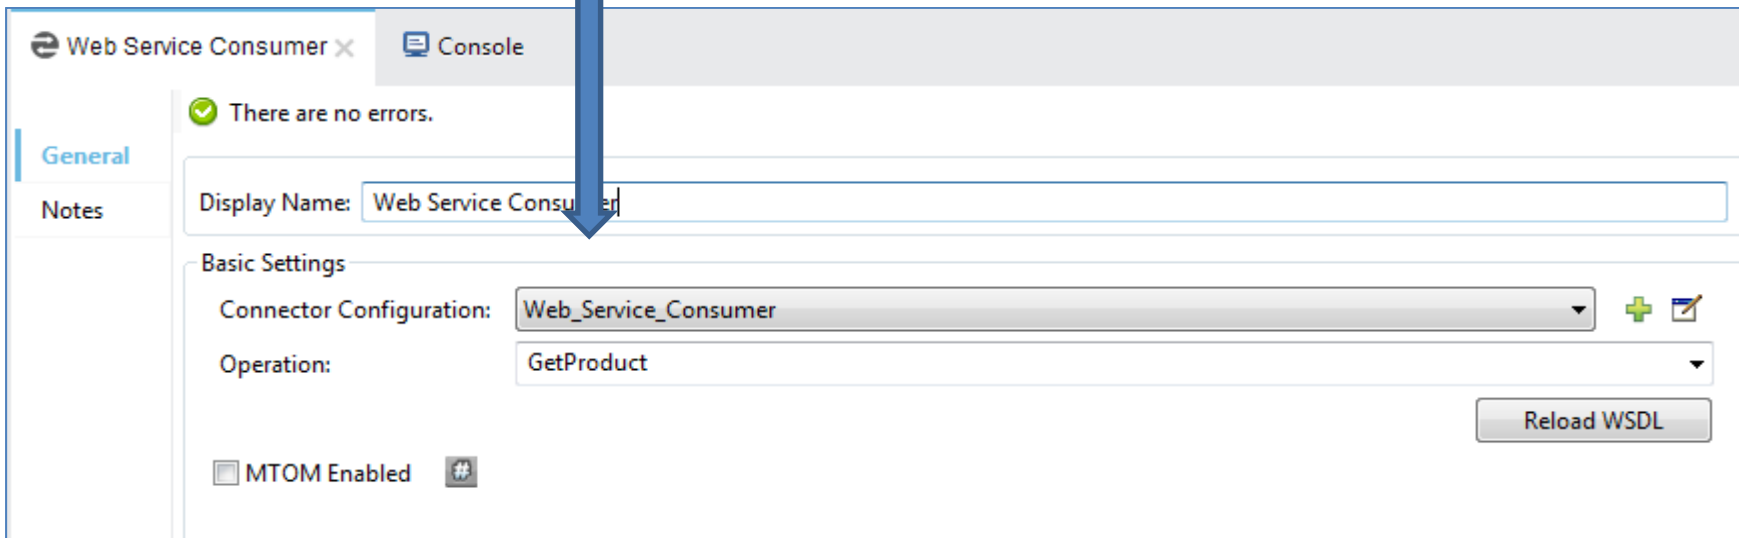 Web Service Consumer
Console
There are no errors.
General
Notes
Display Name: Web Service Consumer
Basic Settings
Connector Configuration: Web_Service_Consumer
Operation: GetProduct
Reload WSDL
MTOM Enabled